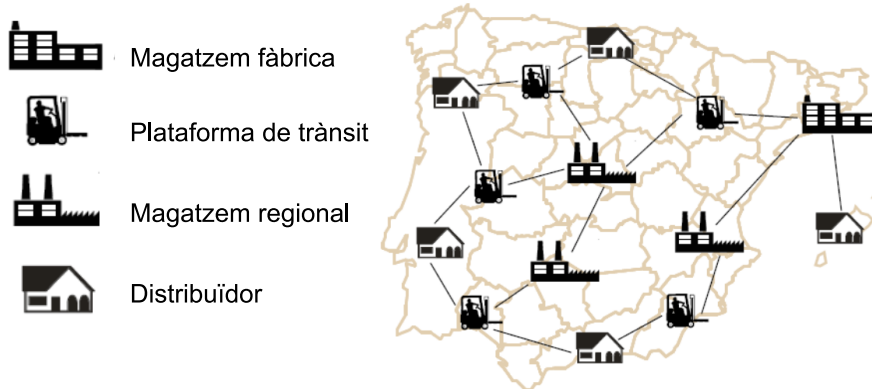 Magatzem fàbrica
Plataforma de trànsit
Magatzem regional
Distribuïdor